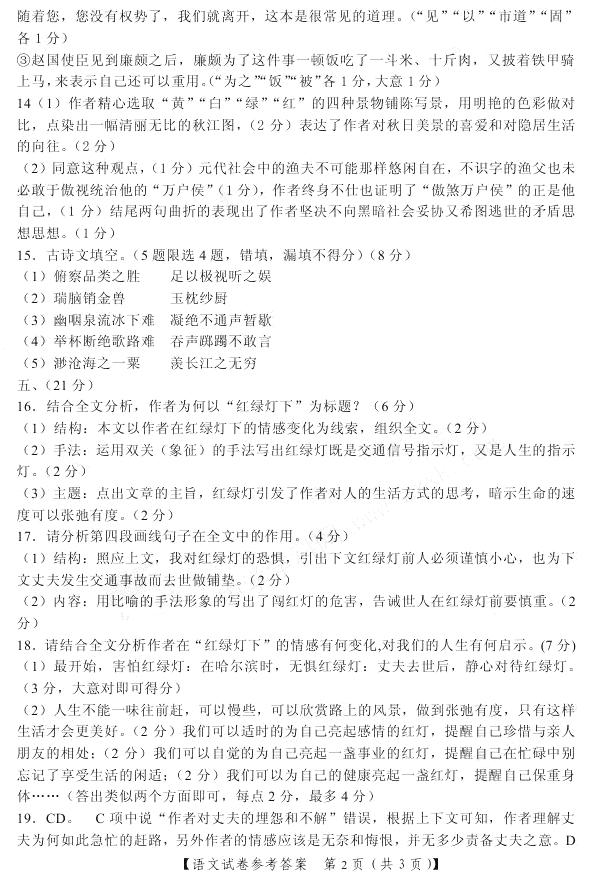 随着您，您没有权势了，我们就离开，这本是很常见的道理。（“见”“以”“市道”“固”
各 1 分）
③赵国使臣见到廉颇之后，廉颇为了这件事一顿饭吃了一斗米、十斤肉，又披着铁甲骑
上马，来表示自己还可以重用。（“为之”“饭”“被”各 1 分，大意 1 分）
14（1）作者精心选取“黄”“白”“绿”“红”的四种景物铺陈写景，用明艳的色彩做对
比，点染出一幅清丽无比的秋江图，（2 分）表达了作者对秋日美景的喜爱和对隐居生活
的向往。（2 分）
（2）同意这种观点，（1 分）元代社会中的渔夫不可能那样悠闲自在，不识字的渔父也未
必敢于傲视统治他的“万户侯”（1 分），作者终身不仕也证明了“傲煞万户侯”的正是他
自己，（1 分）结尾两句曲折的表现出了作者坚决不向黑暗社会妥协又希图逃世的矛盾思
想思想。（1 分）
15．古诗文填空。（5 题限选 4 题，错填，漏填不得分）（8 分）
（1）俯察品类之胜 足以极视听之娱
（2）瑞脑销金兽 玉枕纱厨
（3）幽咽泉流冰下难 凝绝不通声暂歇
（4）举杯断绝歌路难 吞声踯躅不敢言
（5）渺沧海之一粟 羡长江之无穷
五、（21 分）
16．结合全文分析，作者为何以“红绿灯下”为标题？（6 分）
（1）结构：本文以作者在红绿灯下的情感变化为线索，组织全文。（2 分）
（2）手法：运用双关（象征）的手法写出红绿灯既是交通信号指示灯，又是人生的指示
灯。（2 分）
（3）主题：点出文章的主旨，红绿灯引发了作者对人的生活方式的思考，暗示生命的速
度可以张弛有度。（2 分）
17．请分析第四段画线句子在全文中的作用。（4 分）
（1）结构：照应上文，我对红绿灯的恐惧，引出下文红绿灯前人必须谨慎小心，也为下
文丈夫发生交通事故而去世做铺垫。（2 分）
（2）内容：用比喻的手法形象的写出了闯红灯的危害，告诫世人在红绿灯前要慎重。（2
分）
18．请结合全文分析作者在“红绿灯下”的情感有何变化,对我们的人生有何启示。(7 分)
（1）最开始，害怕红绿灯：在哈尔滨时，无惧红绿灯：丈夫去世后，静心对待红绿灯。
（3 分，大意对即可得分）
（2）人生不能一味往前赶，可以慢些，可以欣赏路上的风景，做到张弛有度，只有这样
生活才会更美好。（2 分）我们可以适时的为自己亮起感情的红灯，提醒自己珍惜与亲人
朋友的相处：（2 分）我们可以自觉的为自己亮起一盏事业的红灯，提醒自己在忙碌中别
忘记了享受生活的闲适；（2 分）我们可以为自己的健康亮起一盏红灯，提醒自己保重身
体……（答出类似两个方面即可，每点 2 分，最多 4 分）
19．CD。 C 项中说“作者对丈夫的埋怨和不解”错误，根据上下文可知，作者理解丈
夫为何如此急忙的赶路，另外作者的情感应该是无奈和悔恨，并无多少责备丈夫之意。D
【语文试卷参考答案 第 2 页（共 3 页）】